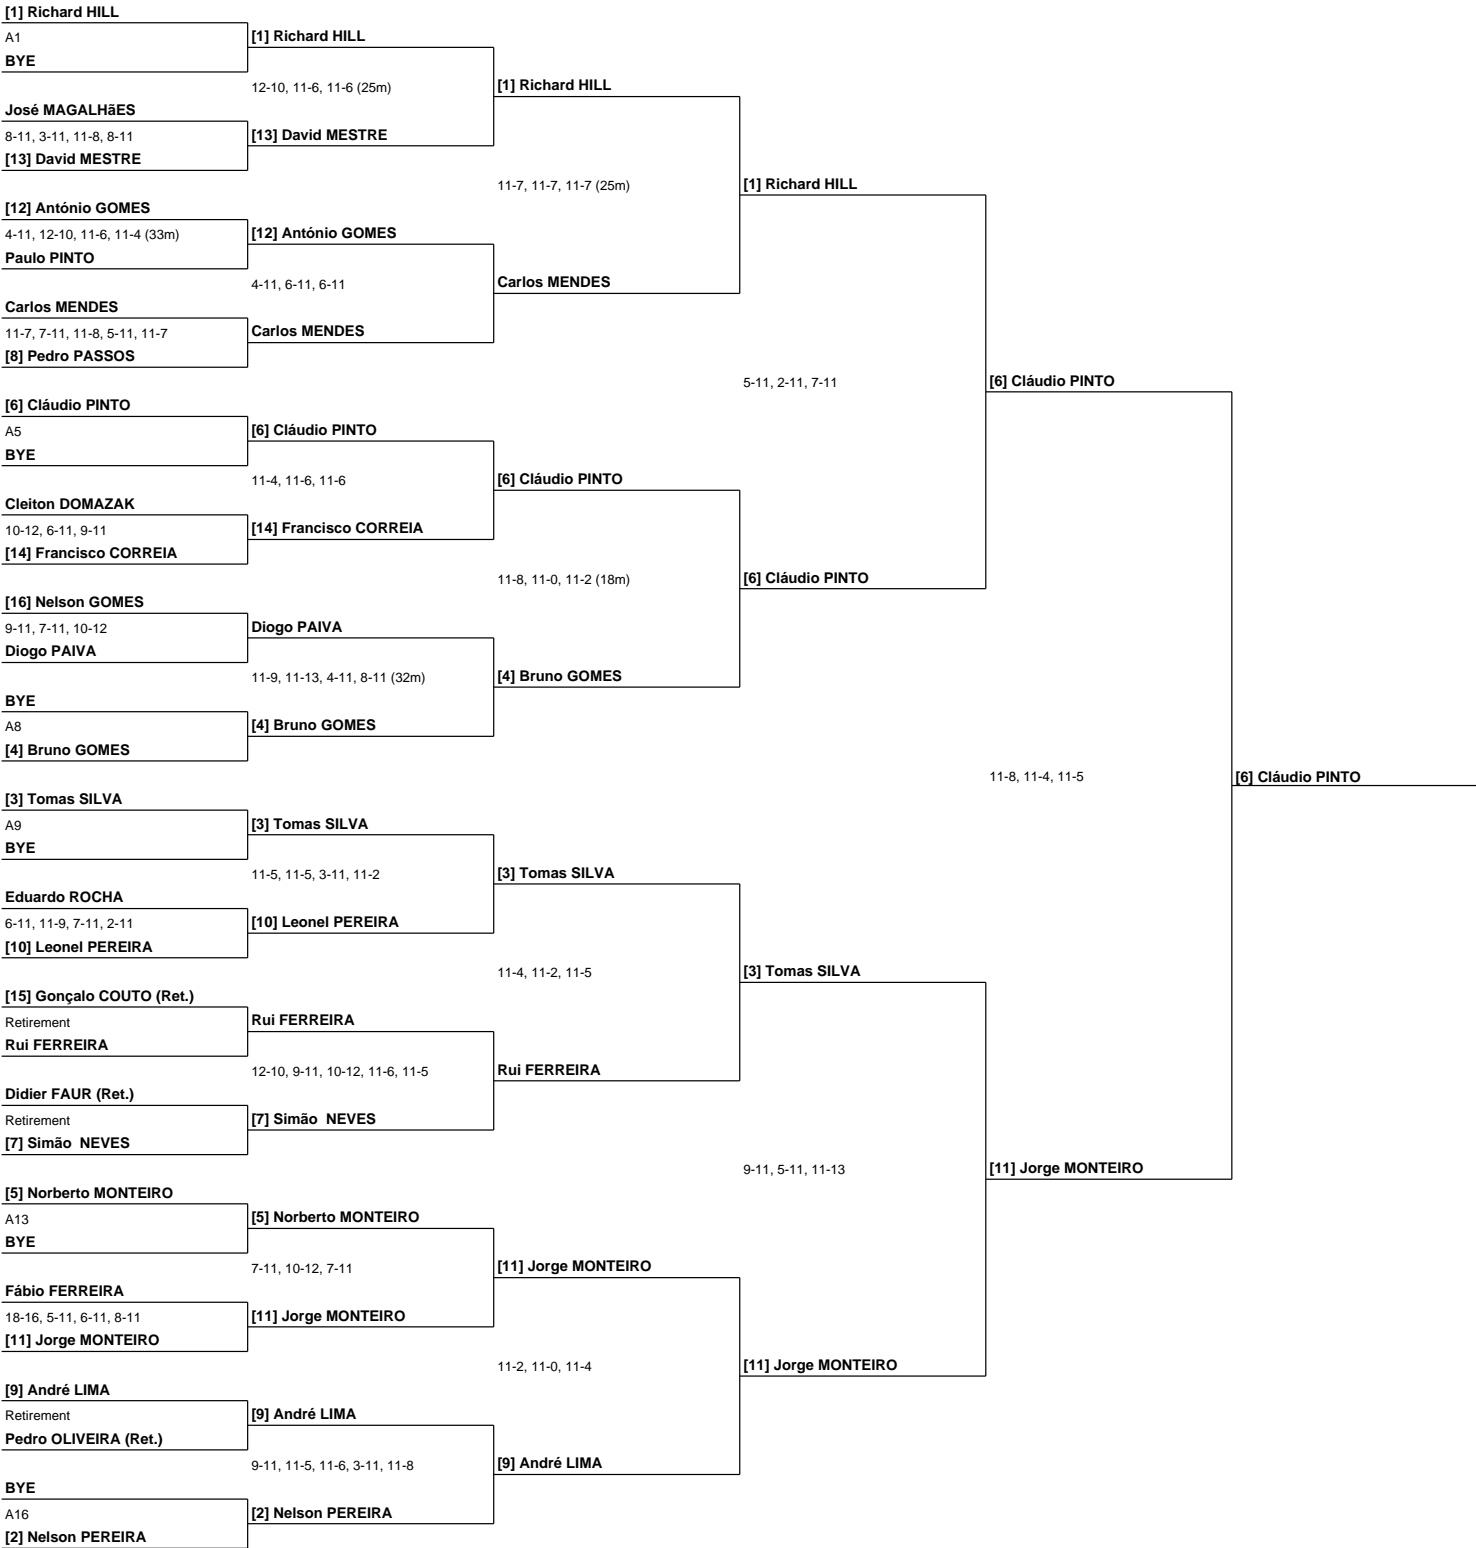 [1] Richard HILL
A1
BYE
José MAGALHãES
8-11, 3-11, 11-8, 8-11
[13] David MESTRE
[12] António GOMES
4-11, 12-10, 11-6, 11-4 (33m)
Paulo PINTO
Carlos MENDES
11-7, 7-11, 11-8, 5-11, 11-7
[8] Pedro PASSOS
[6] Cláudio PINTO
A5
BYE
Cleiton DOMAZAK
10-12, 6-11, 9-11
[14] Francisco CORREIA
[16] Nelson GOMES
9-11, 7-11, 10-12
Diogo PAIVA
BYE
A8
[4] Bruno GOMES
[3] Tomas SILVA
A9
BYE
Eduardo ROCHA
6-11, 11-9, 7-11, 2-11
[10] Leonel PEREIRA
[15] Gonçalo COUTO (Ret.)
Retirement
Rui FERREIRA
Didier FAUR (Ret.)
Retirement
[7] Simão  NEVES
[5] Norberto MONTEIRO
A13
BYE
Fábio FERREIRA
18-16, 5-11, 6-11, 8-11
[11] Jorge MONTEIRO
[9] André LIMA
Retirement
Pedro OLIVEIRA (Ret.)
BYE
A16
[2] Nelson PEREIRA
[1] Richard HILL
12-10, 11-6, 11-6 (25m)
[13] David MESTRE
[12] António GOMES
4-11, 6-11, 6-11
Carlos MENDES
[6] Cláudio PINTO
11-4, 11-6, 11-6
[14] Francisco CORREIA
Diogo PAIVA
11-9, 11-13, 4-11, 8-11 (32m)
[4] Bruno GOMES
[3] Tomas SILVA
11-5, 11-5, 3-11, 11-2
[10] Leonel PEREIRA
Rui FERREIRA
12-10, 9-11, 10-12, 11-6, 11-5
[7] Simão  NEVES
[5] Norberto MONTEIRO
7-11, 10-12, 7-11
[11] Jorge MONTEIRO
[9] André LIMA
9-11, 11-5, 11-6, 3-11, 11-8
[2] Nelson PEREIRA
[1] Richard HILL
11-7, 11-7, 11-7 (25m)
Carlos MENDES
[6] Cláudio PINTO
11-8, 11-0, 11-2 (18m)
[4] Bruno GOMES
[3] Tomas SILVA
11-4, 11-2, 11-5
Rui FERREIRA
[11] Jorge MONTEIRO
11-2, 11-0, 11-4
[9] André LIMA
[1] Richard HILL
5-11, 2-11, 7-11
[6] Cláudio PINTO
[3] Tomas SILVA
9-11, 5-11, 11-13
[11] Jorge MONTEIRO
[6] Cláudio PINTO
11-8, 11-4, 11-5
[11] Jorge MONTEIRO
[6] Cláudio PINTO